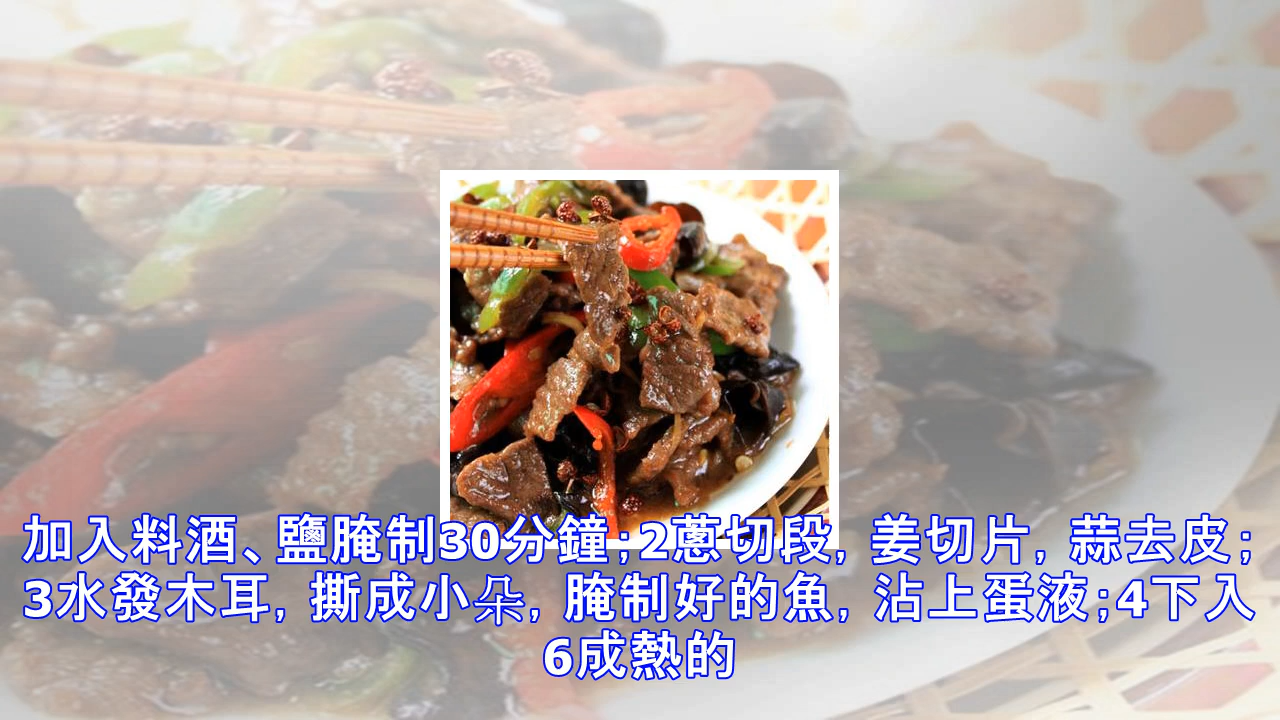 加入料酒、鹽腌制30分鐘;2蔥切段, 姜切片, 蒜去皮;
3水發木耳, 撕成小朵, 腌制好的魚, 沾上蛋液;4下入
6成熱的